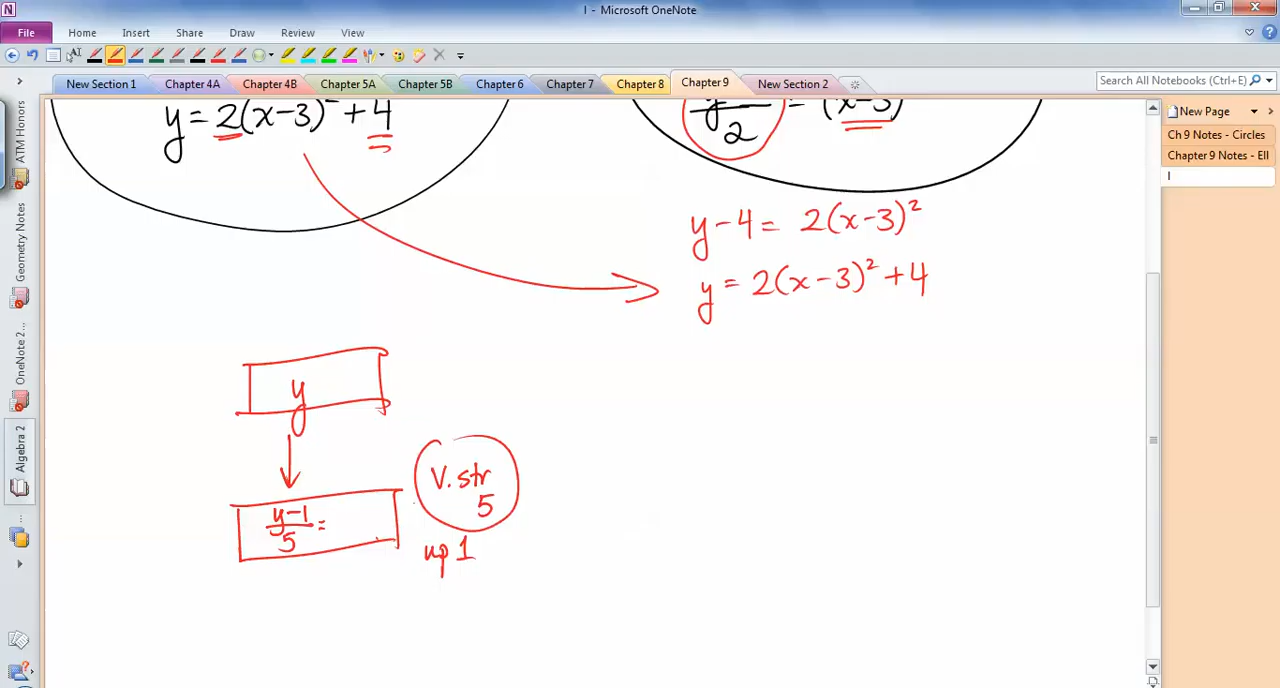 I - Microsoft OneNote
File Home Insert Share Draw Review View
New Section 1 Chapter 4A Chapter 4B Chapter 5A Chapter 5B Chapter 6 Chapter 7 Chapter 8 Chapter 9 New Section 2
Search All Notebooks (Ctrl+E)
New Page
Ch 9 Notes - Circles
Chapter 9 Notes - Ell
I
ATM Honors
Geometry Notes
OneNote 2...
Algebra 2
y = 2(x-3)² + 4
2 = (x-3)
y - 4 = 2(x-3)²
y = 2(x-3)² + 4
y
y-1
5 =
V. str
5
up 1